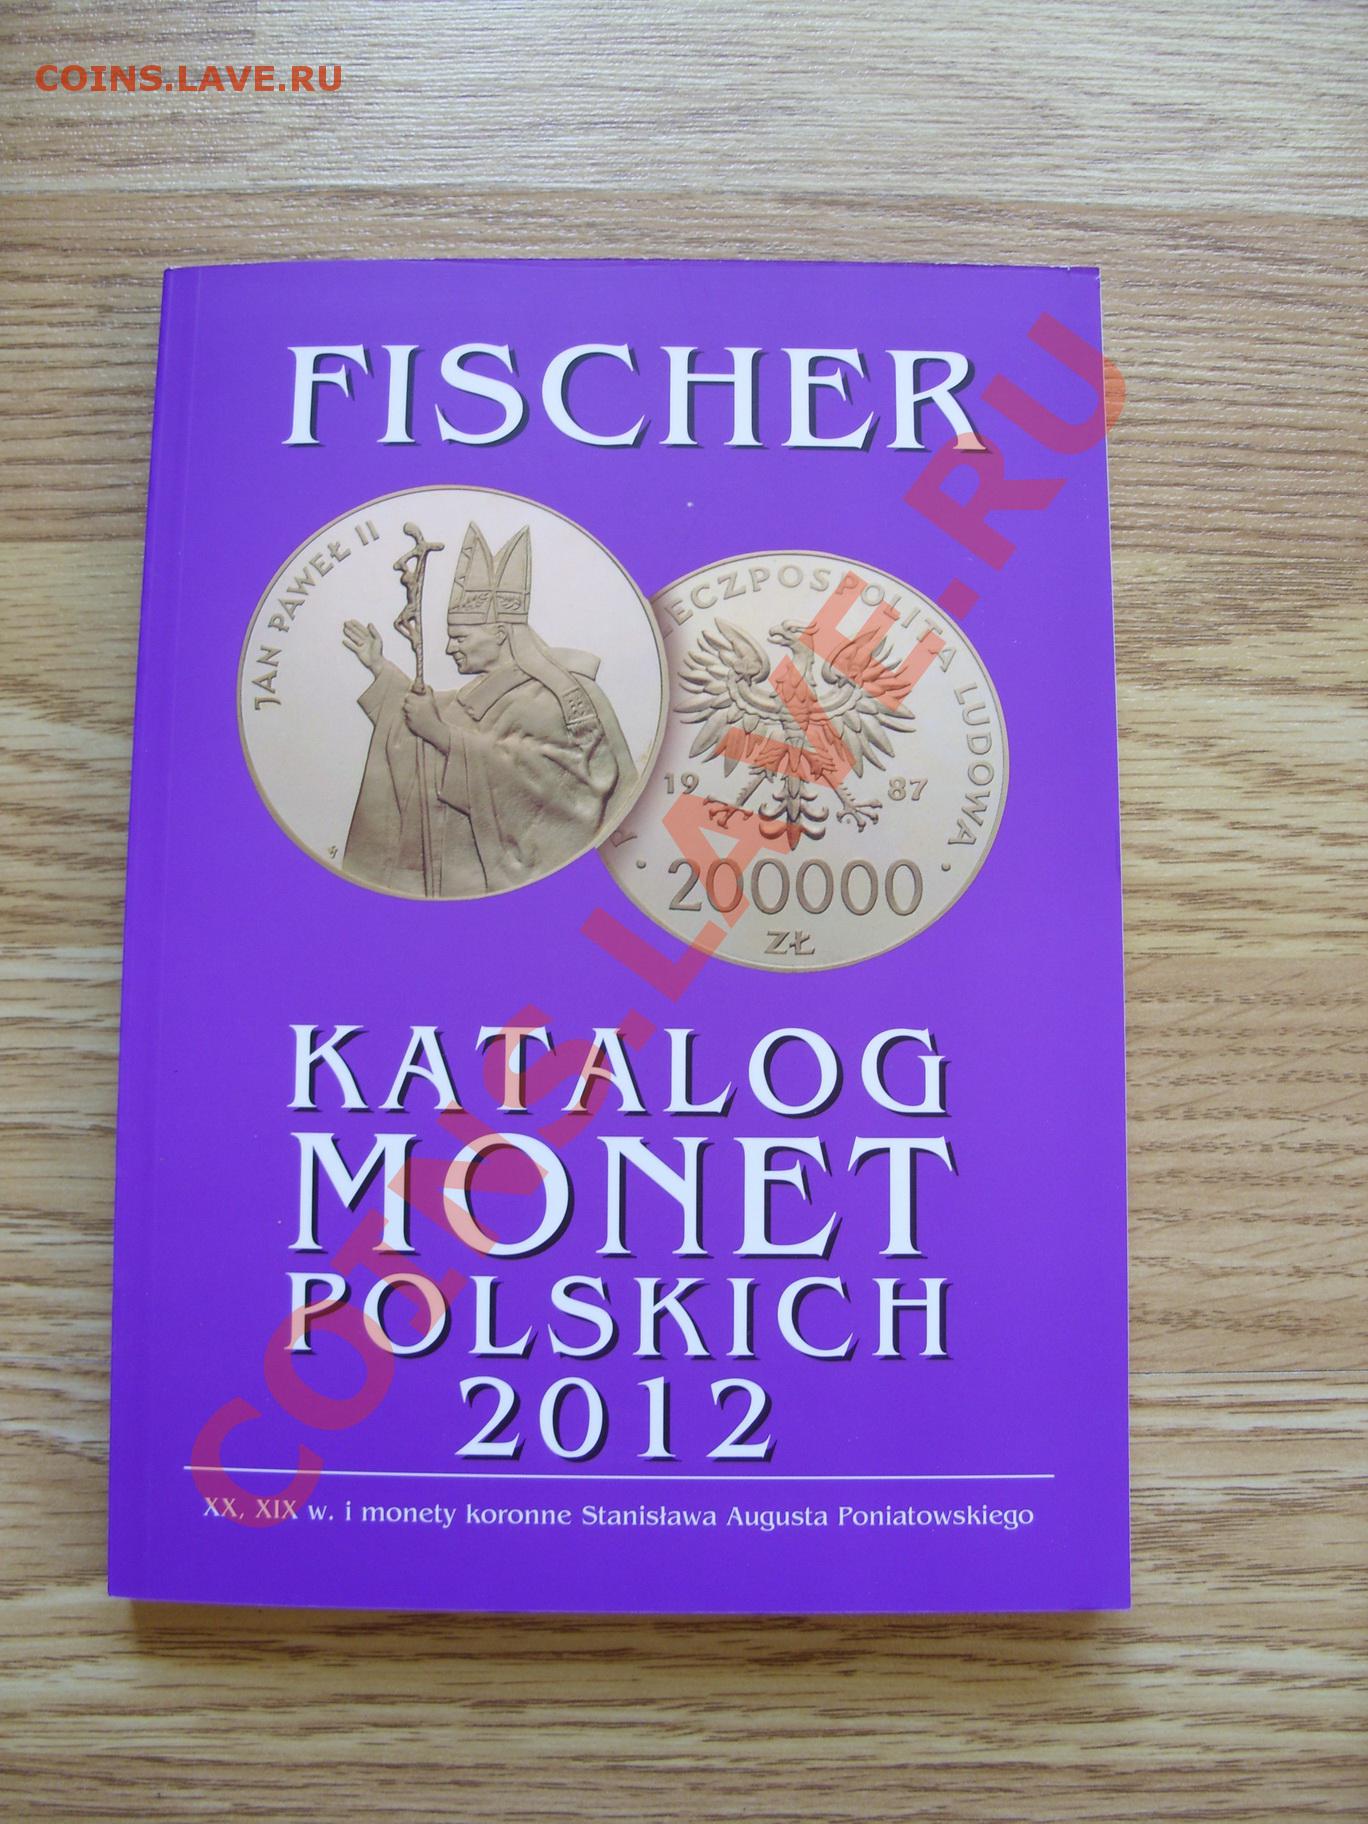 COINS.LAVE.RU
FISCHER
JAN PAWEŁ II
RZECZPOSPOLITA LUDOWA
19 87
200000
ZŁ
KATALOG
MONET
POLSKICH
2012
XX, XIX w. i monety koronne Stanisława Augusta Poniatowskiego
COINS.LAVE.RU